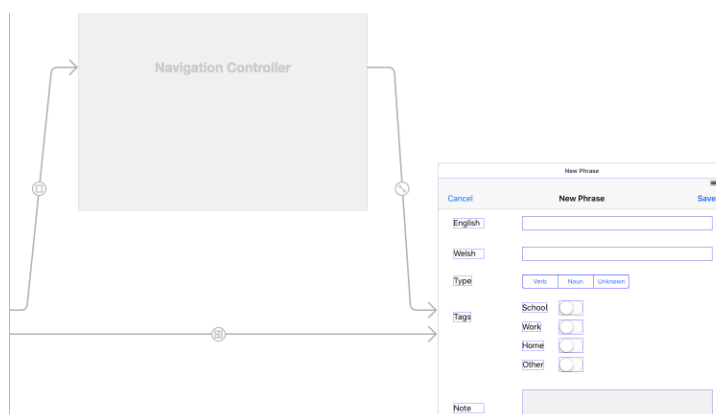 Navigation Controller
New Phrase
Cancel New Phrase Save
English
Welsh
Type Verb Noun Unknown
Tags School
Work
Home
Other
Note